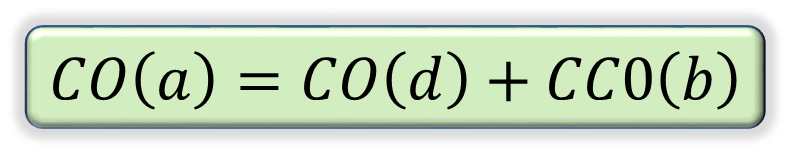 CO(a) = CO(d) + CC0(b)